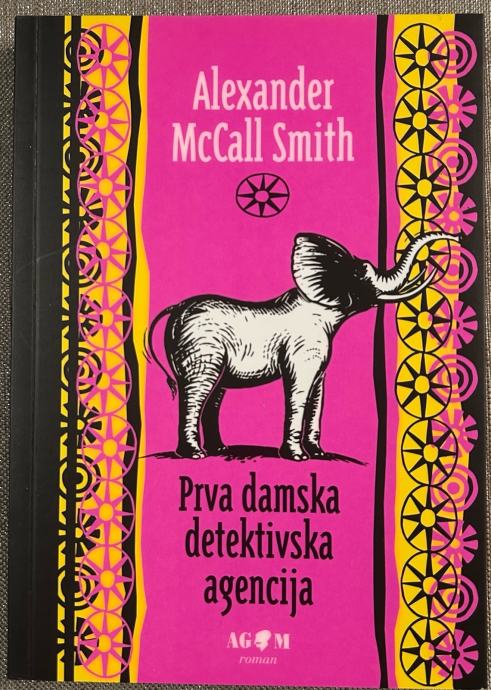 Alexander
McCall Smith
Prva damska
detektivska
agencija
AGM
roman